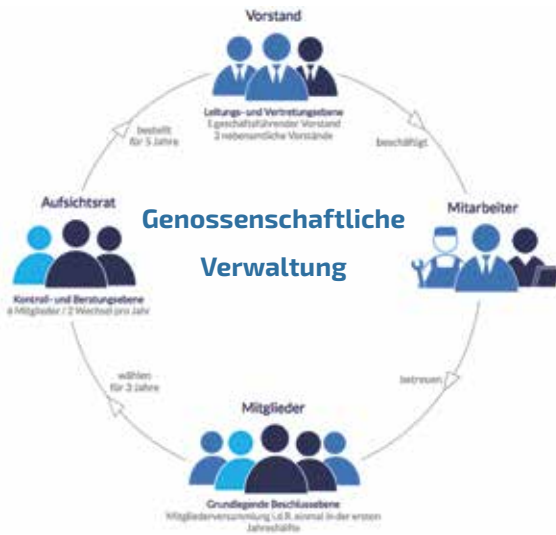 Vorstand
Leitungs- und Vertretungsebene
1 geschäftsführender Vorstand
2 nebenamtliche Vorstände
bestellt
für 5 Jahre
beschäftigt
Aufsichtsrat
Genossenschaftliche
Verwaltung
Mitarbeiter
Kontroll- und Beratungsebene
6 Mitglieder / 2 Wechsel pro Jahr
wählen
für 3 Jahre
betreuen
Mitglieder
Grundlegende Beschlussebene
Mitgliederversammlung i.d.R. einmal in der ersten
Jahreshälfte